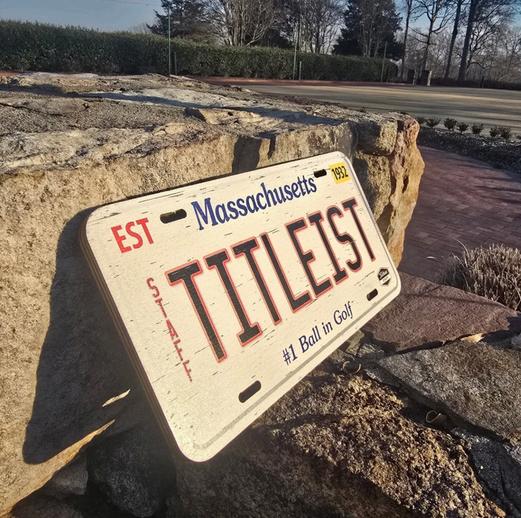 EST
Massachusetts
1932
STAFF
TITLEIST
#1 Ball in Golf